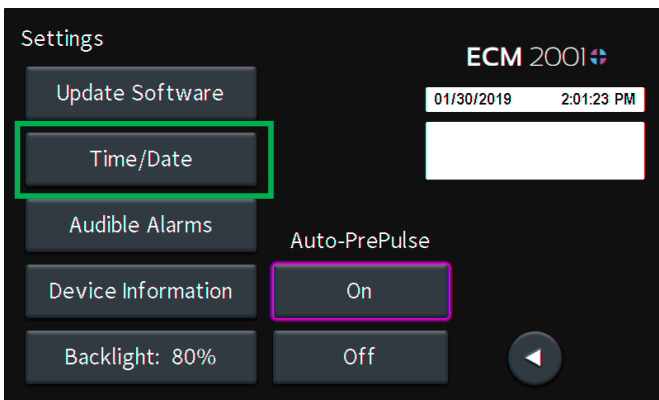 Settings
ECM 2001
Update Software
01/30/2019 2:01:23 PM
Time/Date
Audible Alarms
Auto-PrePulse
Device Information
On
Backlight: 80%
Off